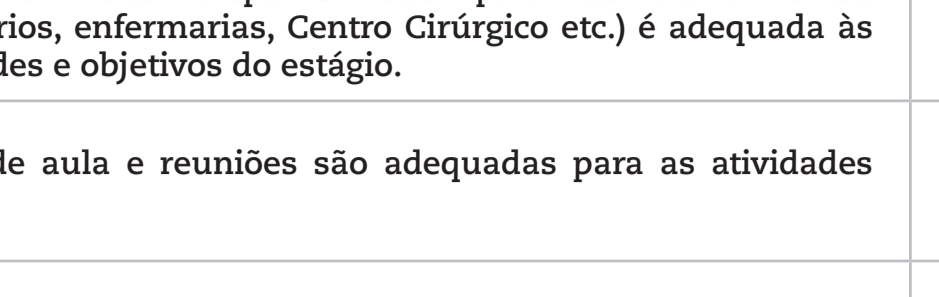 rios, enfermarias, Centro Cirúrgico etc.) é adequada às
des e objetivos do estágio.
de aula e reuniões são adequadas para as atividades